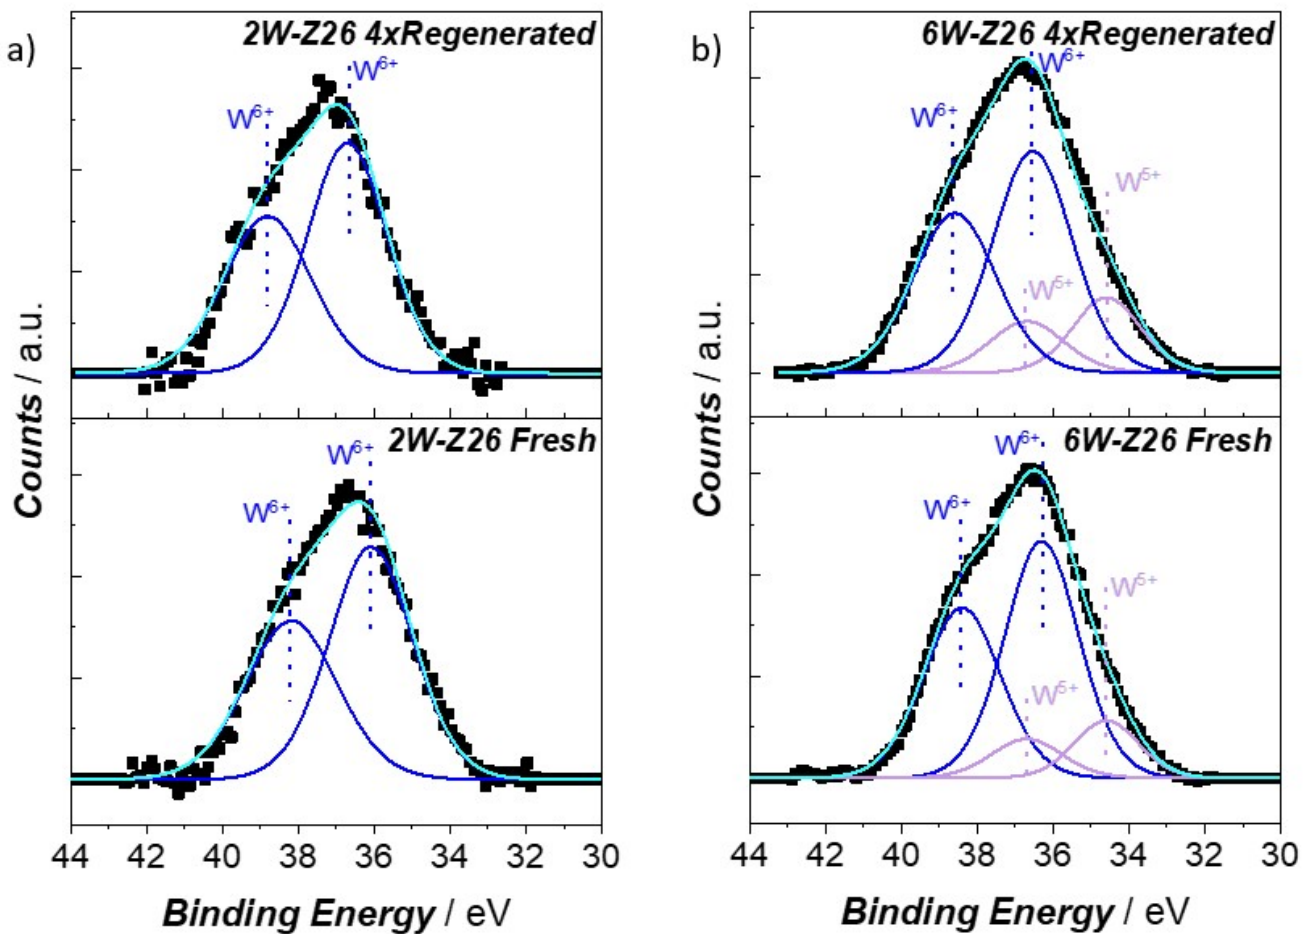 a)
2W-Z26 4xRegenerated
W⁶⁺
W⁶⁺
2W-Z26 Fresh
W⁶⁺
W⁶⁺
Counts / a.u.
44 42 40 38 36 34 32 30
Binding Energy / eV
b)
6W-Z26 4xRegenerated
W⁶⁺
W⁶⁺
W⁵⁺
W⁵⁺
6W-Z26 Fresh
W⁶⁺
W⁶⁺
W⁵⁺
W⁵⁺
Counts / a.u.
44 42 40 38 36 34 32 30
Binding Energy / eV